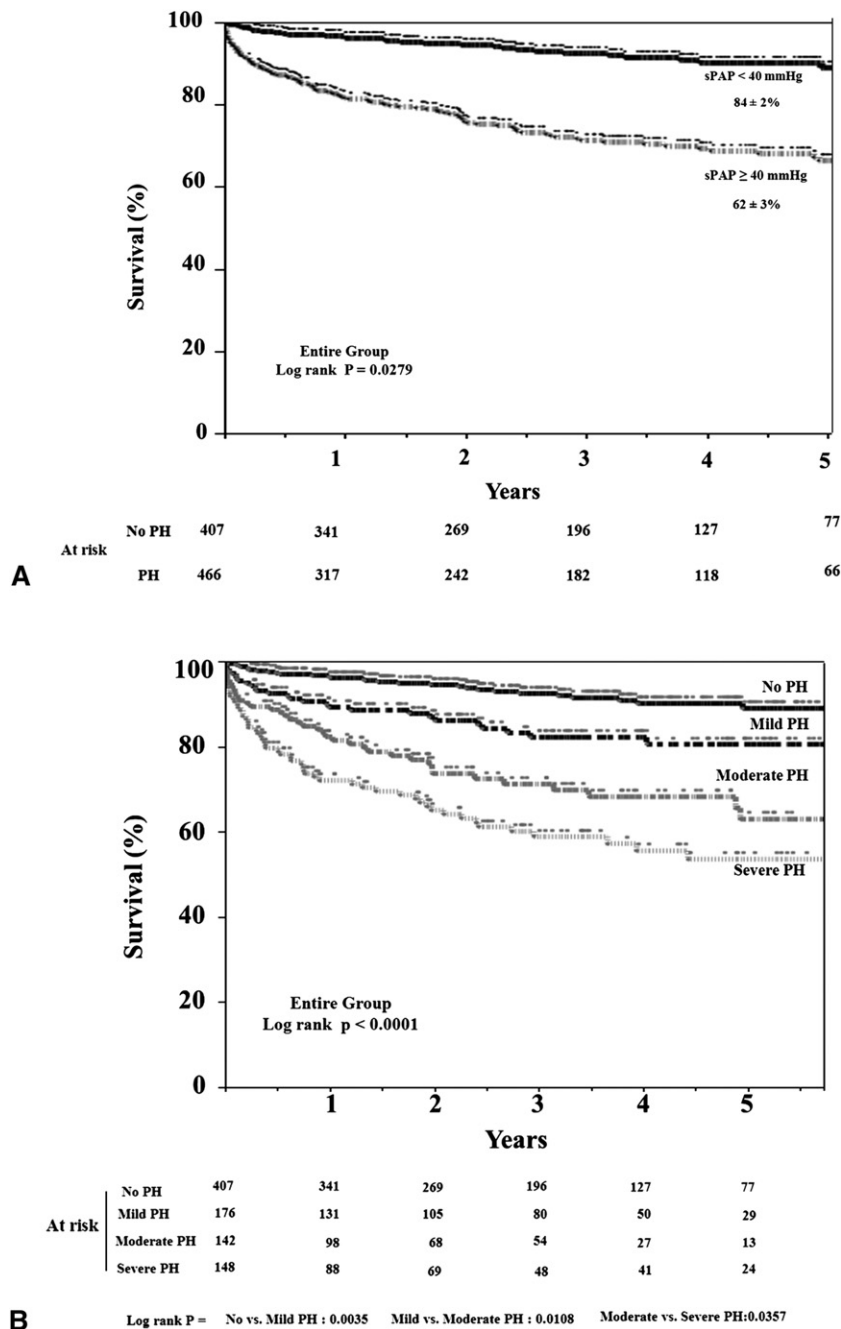 100
80
60
40
20
0
Survival (%)
sPAP < 40 mmHg
84 ± 2%
sPAP ≥ 40 mmHg
62 ± 3%
Entire Group
Log rank P = 0.0279
1 2 3 4 5
Years
At risk
No PH 407 341 269 196 127 77
PH 466 317 242 182 118 66
A
100
80
60
40
20
0
Survival (%)
No PH
Mild PH
Moderate PH
Severe PH
Entire Group
Log rank p < 0.0001
1 2 3 4 5
Years
At risk
No PH 407 341 269 196 127 77
Mild PH 176 131 105 80 50 29
Moderate PH 142 98 68 54 27 13
Severe PH 148 88 69 48 41 24
B Log rank P = No vs. Mild PH : 0.0035 Mild vs. Moderate PH : 0.0108 Moderate vs. Severe PH:0.0357